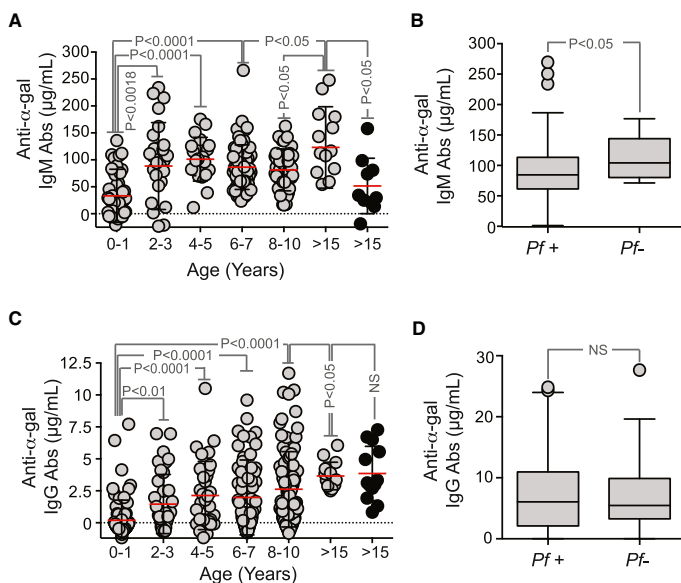 A
P<0.0001
P<0.05
P<0.0001
P<0.0018
P<0.05
P<0.05
Anti-α-gal
IgM Abs (µg/mL)
300
250
200
150
100
50
0
0-1 2-3 4-5 6-7 8-10 >15 >15
Age (Years)
B
P<0.05
Anti-α-gal
IgM Abs (µg/mL)
300
250
200
150
100
50
0
Pf + Pf-
C
P<0.0001
P<0.0001
P<0.0001
P<0.01
P<0.05
NS
Anti-α-gal
IgG Abs (µg/mL)
12.5
10
7.5
5
2.5
0
0-1 2-3 4-5 6-7 8-10 >15 >15
Age (Years)
D
NS
Anti-α-gal
IgG Abs (µg/mL)
30
20
10
0
Pf + Pf-